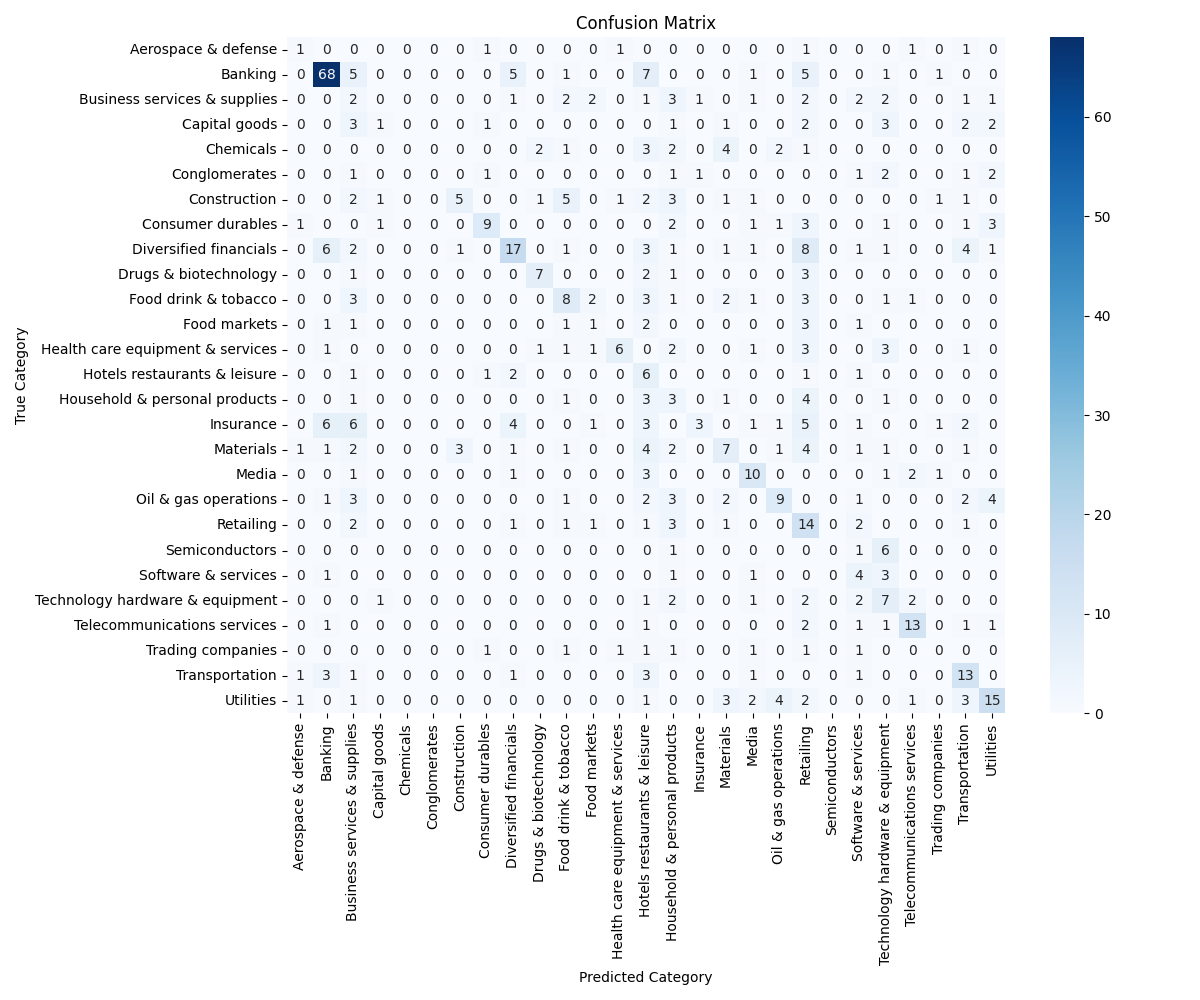 Confusion Matrix
Aerospace & defense 1 0 0 0 0 0 0 1 0 0 0 0 1 0 0 0 0 0 0 1 0 0 0 1 0 1 0
Banking 0 68 5 0 0 0 0 0 5 0 1 0 0 7 0 0 0 1 0 5 0 0 1 0 1 0 0
Business services & supplies 0 0 2 0 0 0 0 0 1 0 2 2 0 1 3 1 0 1 0 2 0 2 2 0 0 1 1
Capital goods 0 0 3 1 0 0 0 1 0 0 0 0 0 0 1 0 1 0 0 2 0 0 3 0 0 2 2
Chemicals 0 0 0 0 0 0 0 0 0 2 1 0 0 3 2 0 4 0 2 1 0 0 0 0 0 0 0
Conglomerates 0 0 1 0 0 0 0 1 0 0 0 0 0 0 1 1 0 0 0 0 0 1 2 0 0 1 2
Construction 0 0 2 1 0 0 5 0 0 1 5 0 1 2 3 0 1 1 0 0 0 0 0 0 1 1 0
Consumer durables 1 0 0 1 0 0 0 9 0 0 0 0 0 0 2 0 0 1 1 3 0 0 1 0 0 1 3
Diversified financials 0 6 2 0 0 0 1 0 17 0 1 0 0 3 1 0 1 1 0 8 0 1 1 0 0 4 1
Drugs & biotechnology 0 0 1 0 0 0 0 0 0 7 0 0 0 2 1 0 0 0 0 3 0 0 0 0 0 0 0
Food drink & tobacco 0 0 3 0 0 0 0 0 0 0 8 2 0 3 1 0 2 1 0 3 0 0 1 1 0 0 0
Food markets 0 1 1 0 0 0 0 0 0 0 1 1 0 2 0 0 0 0 0 3 0 1 0 0 0 0 0
Health care equipment & services 0 1 0 0 0 0 0 0 0 1 1 1 6 0 2 0 0 1 0 3 0 0 3 0 0 1 0
Hotels restaurants & leisure 0 0 1 0 0 0 0 1 2 0 0 0 0 6 0 0 0 0 0 1 0 1 0 0 0 0 0
Household & personal products 0 0 1 0 0 0 0 0 0 0 1 0 0 3 3 0 1 0 0 4 0 0 1 0 0 0 0
Insurance 0 6 6 0 0 0 0 0 4 0 0 1 0 3 0 3 0 1 1 5 0 1 0 0 1 2 0
Materials 1 1 2 0 0 0 3 0 1 0 1 0 0 4 2 0 7 0 1 4 0 1 1 0 0 1 0
Media 0 0 1 0 0 0 0 0 1 0 0 0 0 3 0 0 0 10 0 0 0 0 1 2 1 0 0
Oil & gas operations 0 1 3 0 0 0 0 0 0 0 1 0 0 2 3 0 2 0 9 0 0 1 0 0 0 2 4
Retailing 0 0 2 0 0 0 0 0 1 0 1 1 0 1 3 0 1 0 0 14 0 2 0 0 0 1 0
Semiconductors 0 0 0 0 0 0 0 0 0 0 0 0 0 0 1 0 0 0 0 0 0 1 6 0 0 0 0
Software & services 0 1 0 0 0 0 0 0 0 0 0 0 0 0 1 0 0 1 0 0 0 4 3 0 0 0 0
Technology hardware & equipment 0 0 0 1 0 0 0 0 0 0 0 0 0 1 2 0 0 1 0 2 0 2 7 2 0 0 0
Telecommunications services 0 1 0 0 0 0 0 0 0 0 0 0 0 1 0 0 0 0 0 2 0 1 1 13 0 1 1
Trading companies 0 0 0 0 0 0 0 1 0 0 1 0 1 1 1 0 0 1 0 1 0 1 0 0 0 0 0
Transportation 1 3 1 0 0 0 0 0 1 0 0 0 0 3 0 0 0 1 0 0 0 1 0 0 0 13 0
Utilities 1 0 1 0 0 0 0 0 0 0 0 0 0 1 0 0 3 2 4 2 0 0 0 1 0 3 15
True Category
Aerospace & defense
Banking
Business services & supplies
Capital goods
Chemicals
Conglomerates
Construction
Consumer durables
Diversified financials
Drugs & biotechnology
Food drink & tobacco
Food markets
Health care equipment & services
Hotels restaurants & leisure
Household & personal products
Insurance
Materials
Media
Oil & gas operations
Retailing
Semiconductors
Software & services
Technology hardware & equipment
Telecommunications services
Trading companies
Transportation
Utilities
Predicted Category
60
50
40
30
20
10
0